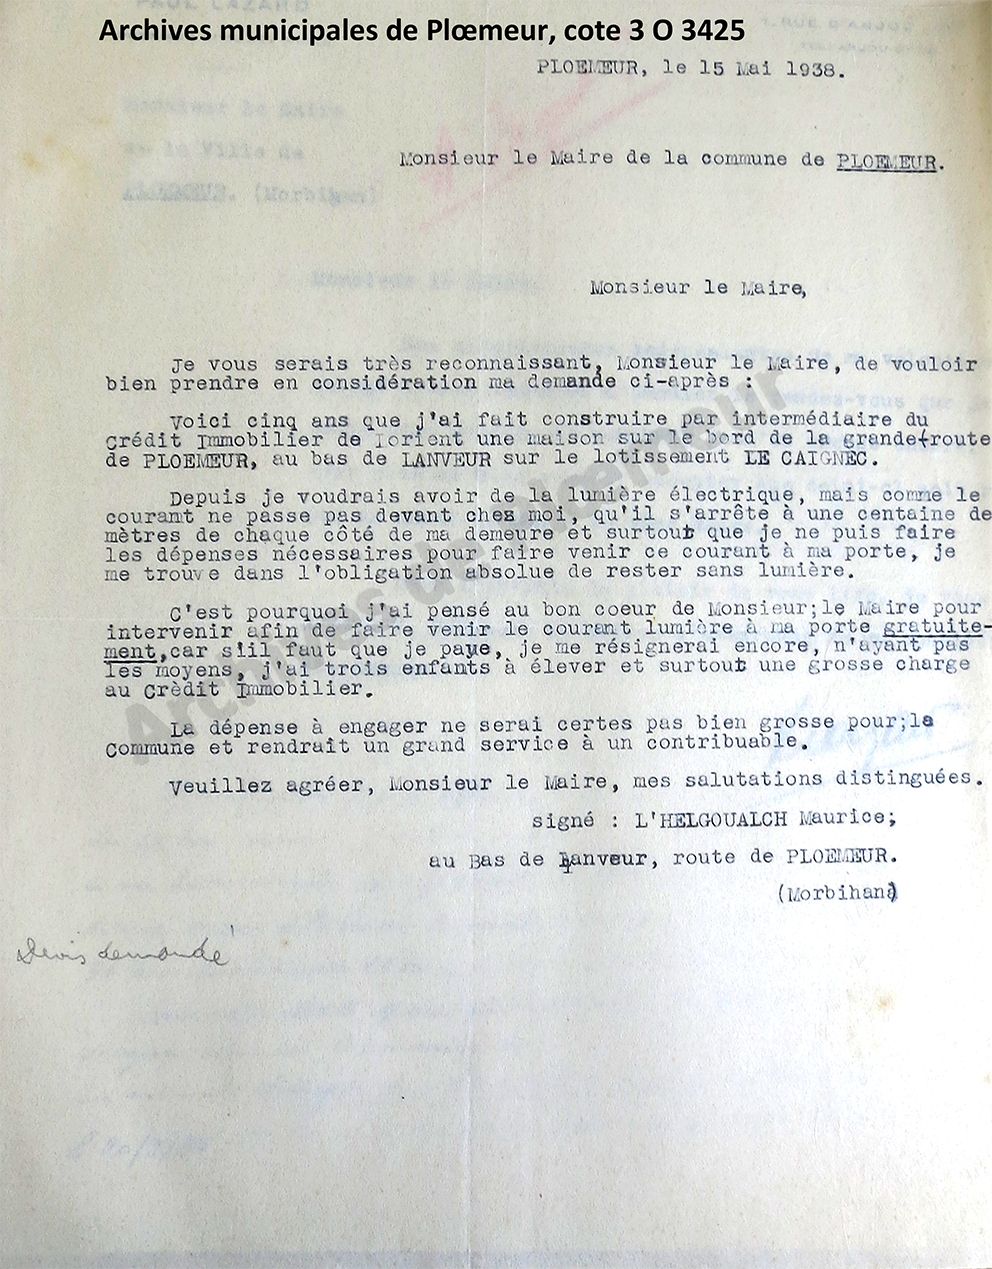 Archives municipales de Plœmeur, cote 3 O 3425
PLOEMEUR, le 15 Mai 1938.
Monsieur le Maire de la commune de PLOEMEUR.
Monsieur le Maire,
Je vous serais très reconnaissant, Monsieur le Maire, de vouloir
bien prendre en considération ma demande ci-après :
Voici cinq ans que j'ai fait construire par intermédiaire du
Crédit Immobilier de Lorient une maison sur le bord de la grande route
de PLOEMEUR, au bas de LANVEUR sur le lotissement LE CAIGNEC.
Depuis je voudrais avoir de la lumière électrique, mais comme le
courant ne passe pas devant chez moi, qu'il s'arrête à une centaine de
mètres de chaque côté de ma demeure et surtout que je ne puis faire
les dépenses nécessaires pour faire venir ce courant à ma porte, je
me trouve dans l'obligation absolue de rester sans lumière.
C'est pourquoi j'ai pensé au bon coeur de Monsieur;le Maire pour
intervenir afin de faire venir le courant lumière à ma porte gratuite-
ment,car s'il faut que je paye, je me résignerai encore, n'ayant pas
les moyens, j'ai trois enfants à élever et surtout une grosse charge
au Crèdit Immobilier.
La dépense à engager ne serai certes pas bien grosse pour;la
Commune et rendrait un grand service à un contribuable.
Veuillez agréer, Monsieur le Maire, mes salutations distinguées.
signé : L'HELGOUALCH Maurice;
au Bas de Lanveur, route de PLOEMEUR.
(Morbihan)
Devis demandé
Archives de Ploemeur